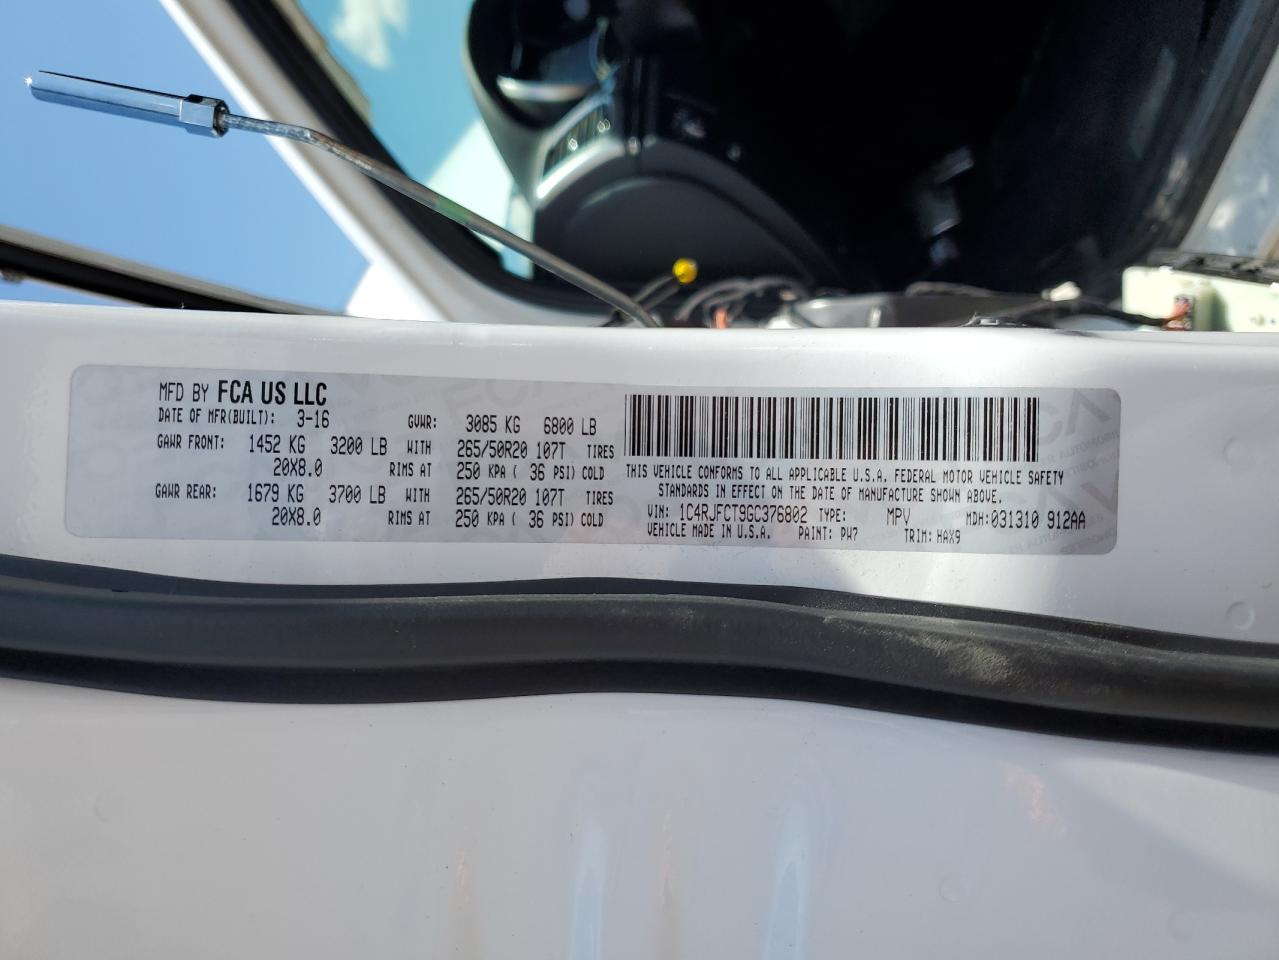 MFD BY FCA US LLC
DATE OF MFR(BUILT): 3-16 GVWR: 3085 KG 6800 LB
GAWR FRONT: 1452 KG 3200 LB WITH 265/50R20 107T TIRES
20X8.0 RIMS AT 250 KPA ( 36 PSI) COLD
GAWR REAR: 1679 KG 3700 LB WITH 265/50R20 107T TIRES
20X8.0 RIMS AT 250 KPA ( 36 PSI) COLD
THIS VEHICLE CONFORMS TO ALL APPLICABLE U.S.A. FEDERAL MOTOR VEHICLE SAFETY
STANDARDS IN EFFECT ON THE DATE OF MANUFACTURE SHOWN ABOVE.
VIN: 1C4RJFCT9GC376802 TYPE: MPV MDH:031310 912AA
VEHICLE MADE IN U.S.A. PAINT: PW7 TRIM: HAX9